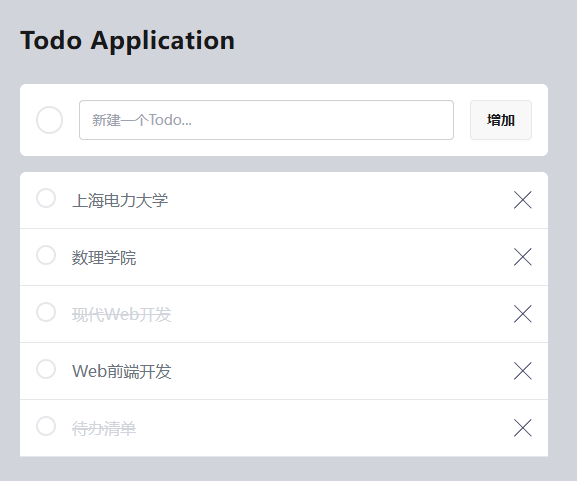 Todo Application
新建一个Todo...
增加
上海电力大学
数理学院
现代Web开发
Web前端开发
待办清单